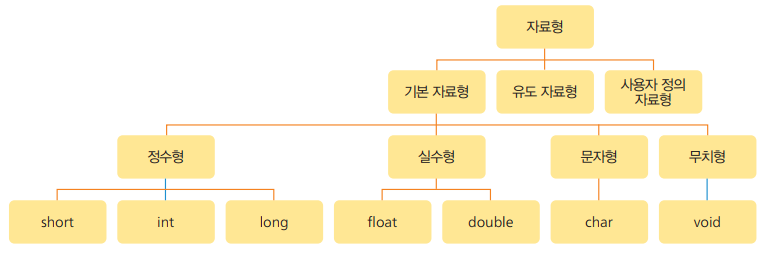 자료형
기본 자료형
유도 자료형
사용자 정의
자료형
정수형
실수형
문자형
무치형
short
int
long
float
double
char
void